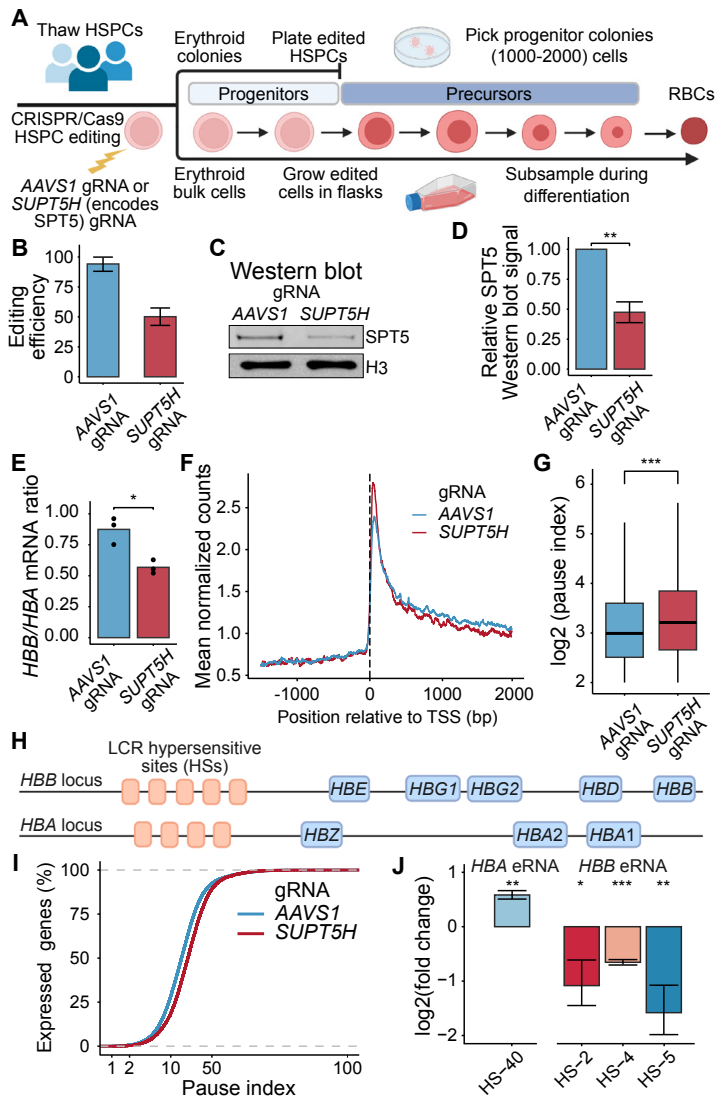 A
Thaw HSPCs
Erythroid
colonies
Plate edited
HSPCs
Pick progenitor colonies
(1000-2000) cells
Progenitors
Precursors
RBCs
CRISPR/Cas9
HSPC editing
AAVS1 gRNA or
SUPT5H (encodes
SPT5) gRNA
Erythroid
bulk cells
Grow edited
cells in flasks
Subsample during
differentiation
B
Editing
efficiency
100
75
50
25
0
AAVS1
gRNA
SUPT5H
gRNA
C
Western blot
gRNA
AAVS1 SUPT5H
SPT5
H3
D
Relative SPT5
Western blot signal
**
1.00
0.75
0.50
0.25
0.00
AAVS1
gRNA
SUPT5H
gRNA
E
HBB/HBA mRNA ratio
*
1.00
0.75
0.50
0.25
0.00
AAVS1
gRNA
SUPT5H
gRNA
F
Mean normalized counts
2.5
2.0
1.5
1.0
0.5
gRNA
AAVS1
SUPT5H
-1000 0 1000 2000
Position relative to TSS (bp)
G
log2 (pause index)
***
6
5
4
3
2
AAVS1
gRNA
SUPT5H
gRNA
H
LCR hypersensitive
sites (HSs)
HBB locus
HBE HBG1 HBG2 HBD HBB
HBA locus
HBZ HBA2 HBA1
I
Expressed genes (%)
100
75
50
25
0
gRNA
AAVS1
SUPT5H
1 2 10 50 100
Pause index
J
HBA eRNA HBB eRNA
** * *** **
log2(fold change)
1
0
−1
−2
HS−40 HS−2 HS−4 HS−5